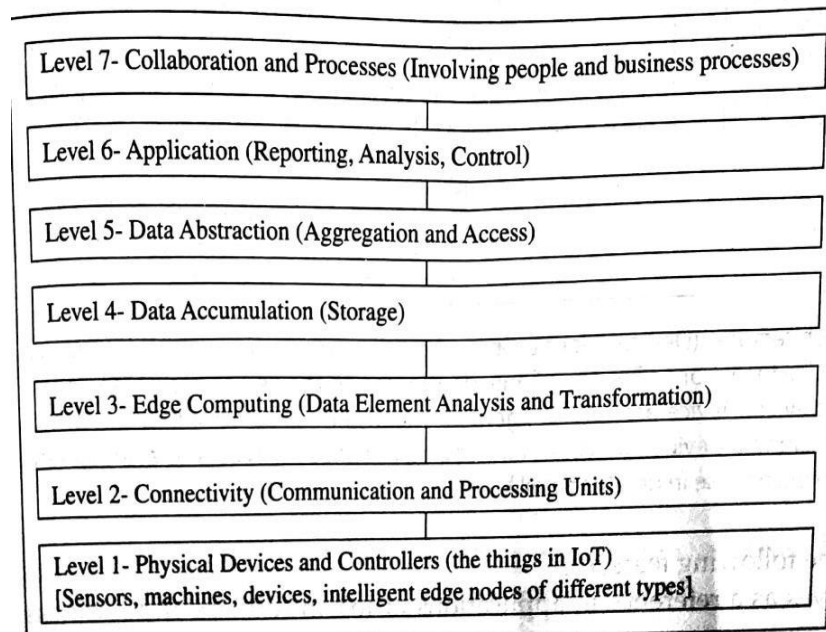 Level 7- Collaboration and Processes (Involving people and business processes)
Level 6- Application (Reporting, Analysis, Control)
Level 5- Data Abstraction (Aggregation and Access)
Level 4- Data Accumulation (Storage)
Level 3- Edge Computing (Data Element Analysis and Transformation)
Level 2- Connectivity (Communication and Processing Units)
Level 1- Physical Devices and Controllers (the things in IoT)
[Sensors, machines, devices, intelligent edge nodes of different types]